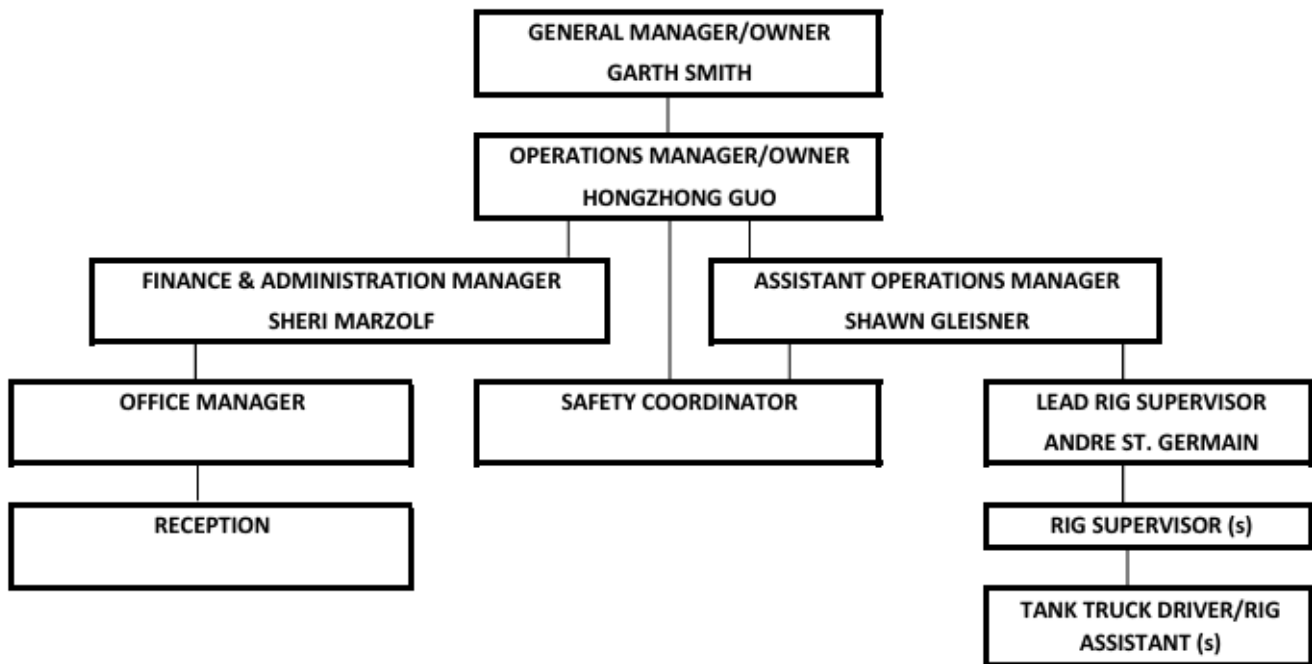 GENERAL MANAGER/OWNER
GARTH SMITH
OPERATIONS MANAGER/OWNER
HONGZHONG GUO
FINANCE & ADMINISTRATION MANAGER
SHERI MARZOLF
ASSISTANT OPERATIONS MANAGER
SHAWN GLEISNER
OFFICE MANAGER
SAFETY COORDINATOR
LEAD RIG SUPERVISOR
ANDRE ST. GERMAIN
RECEPTION
RIG SUPERVISOR (s)
TANK TRUCK DRIVER/RIG
ASSISTANT (s)